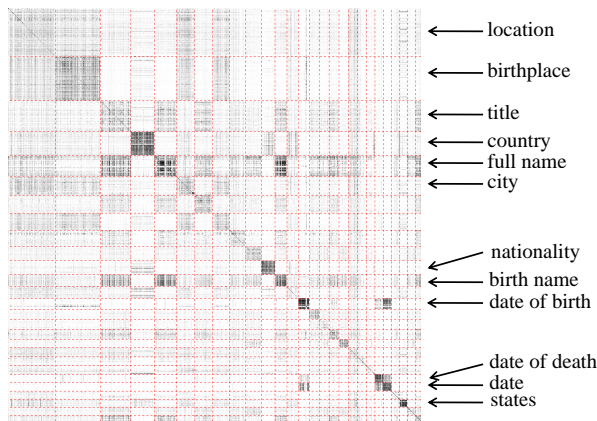 location
birthplace
title
country
full name
city
nationality
birth name
date of birth
date of death
date
states